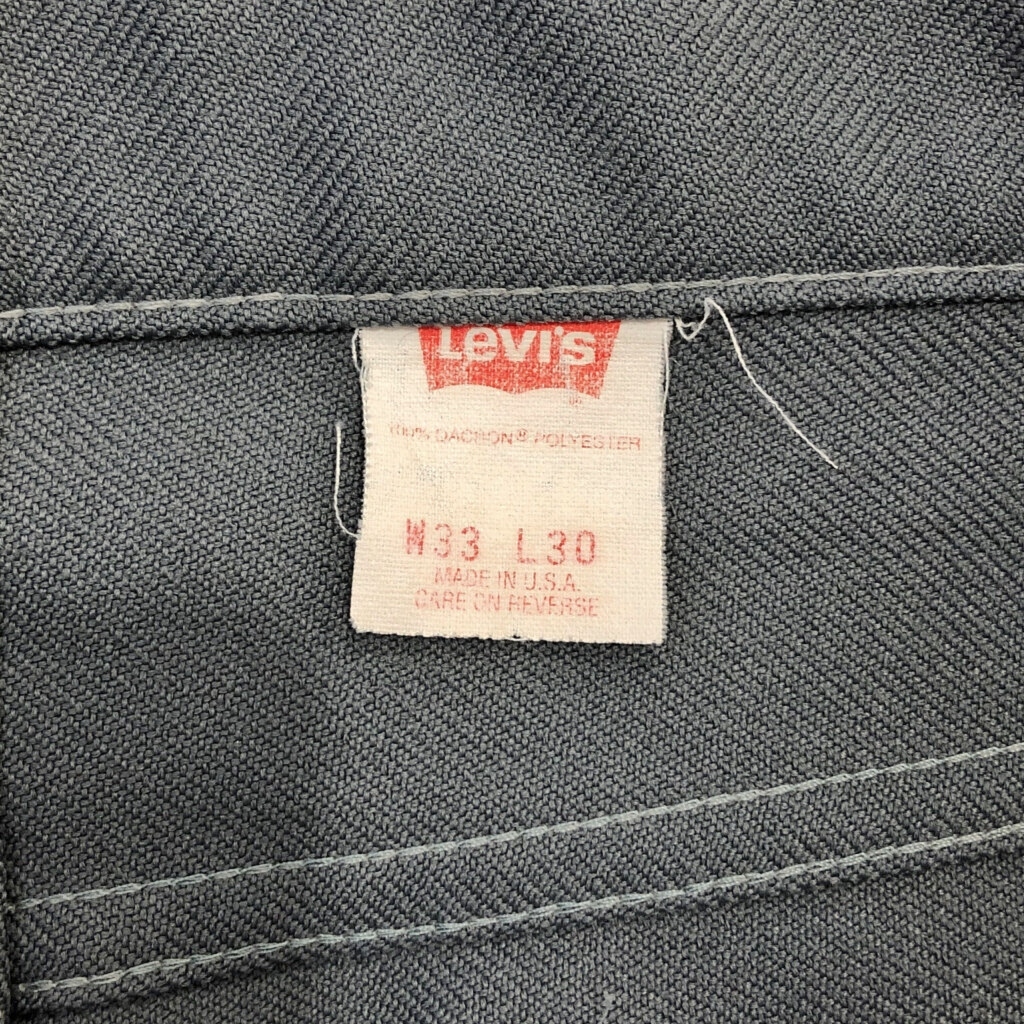 Levi's
100% DACRON® POLYESTER
W33 L30
MADE IN U.S.A.
CARE ON REVERSE